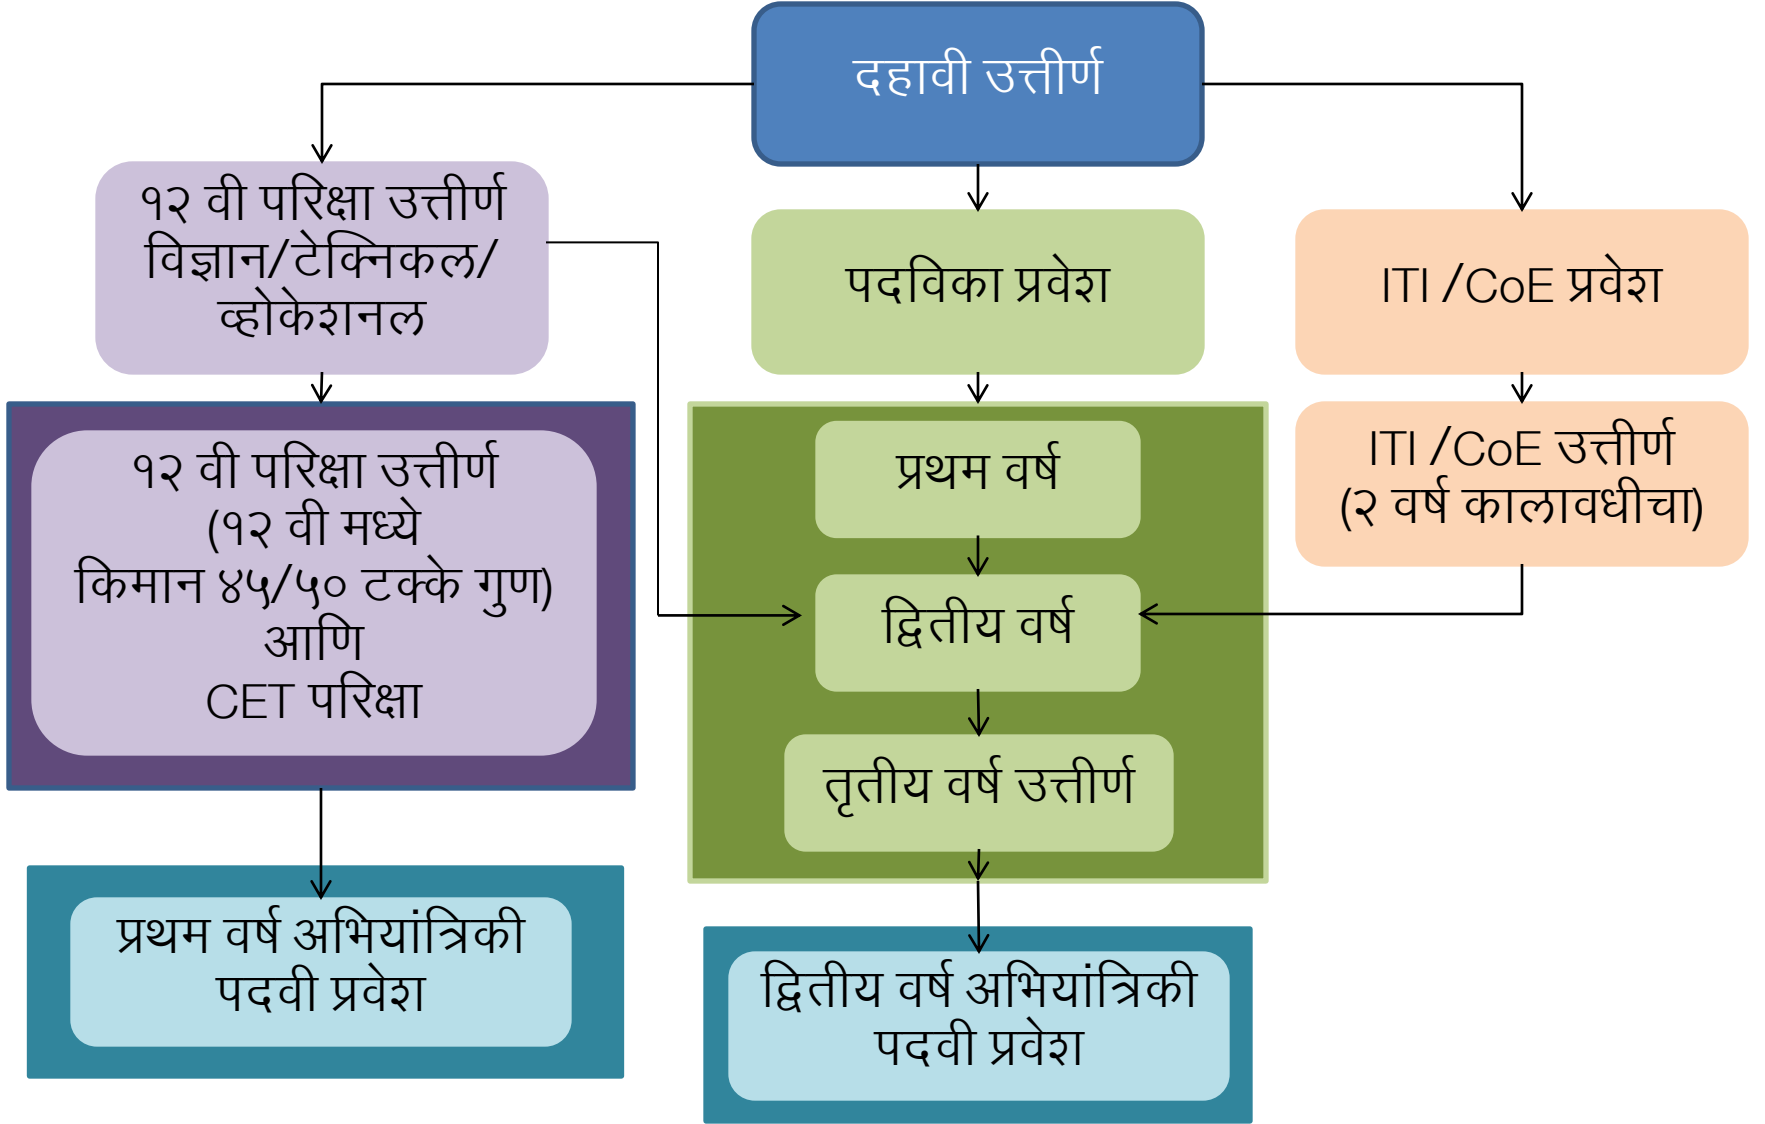 दहावी उत्तीर्ण
१२ वी परिक्षा उत्तीर्ण
विज्ञान/टेक्निकल/
व्होकेशनल
पदविका प्रवेश
ITI /CoE प्रवेश
१२ वी परिक्षा उत्तीर्ण
(१२ वी मध्ये
किमान ४५/५० टक्के गुण)
आणि
CET परिक्षा
प्रथम वर्ष
द्वितीय वर्ष
तृतीय वर्ष उत्तीर्ण
ITI /CoE उत्तीर्ण
(२ वर्ष कालावधीचा)
प्रथम वर्ष अभियांत्रिकी
पदवी प्रवेश
द्वितीय वर्ष अभियांत्रिकी
पदवी प्रवेश